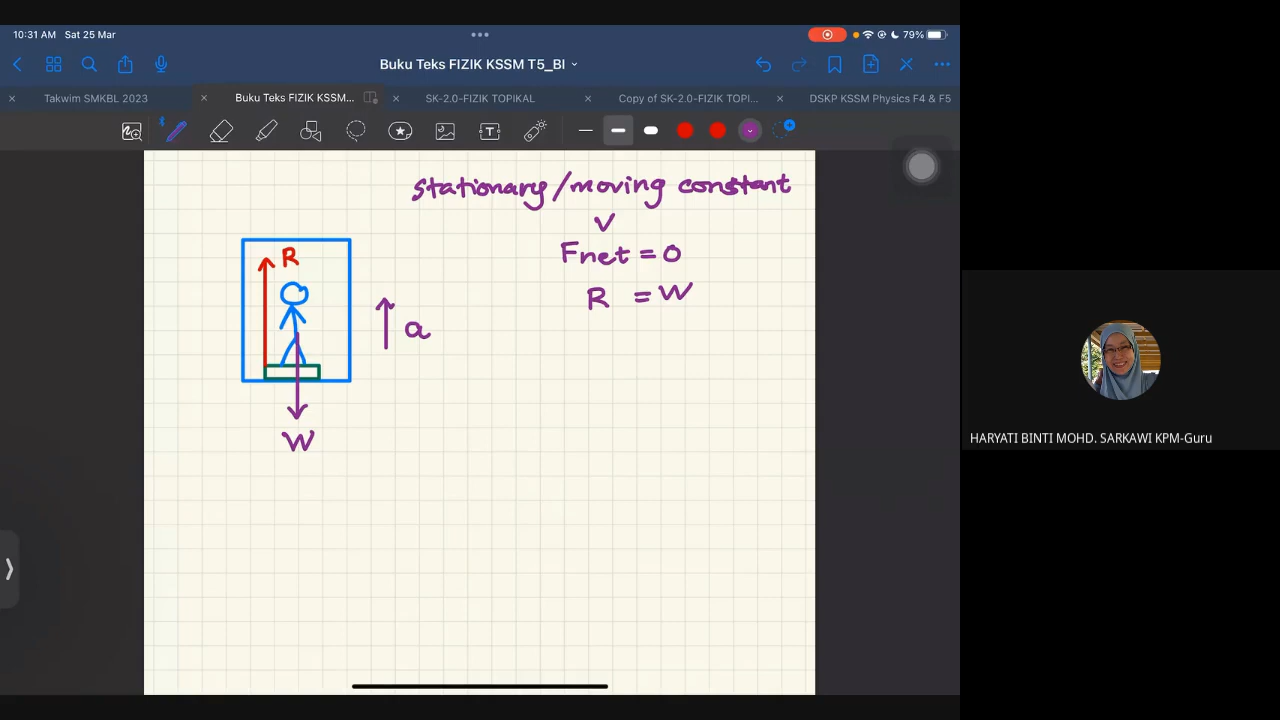 10:31 AM Sat 25 Mar
79%
Buku Teks FIZIK KSSM T5_BI
Takwim SMKBL 2023
Buku Teks FIZIK KSSM...
SK-2.0-FIZIK TOPIKAL
Copy of SK-2.0-FIZIK TOPI...
DSKP KSSM Physics F4 & F5
stationary/moving constant
v
Fnet = 0
R = W
R
a
W
HARYATI BINTI MOHD. SARKAWI KPM-Guru